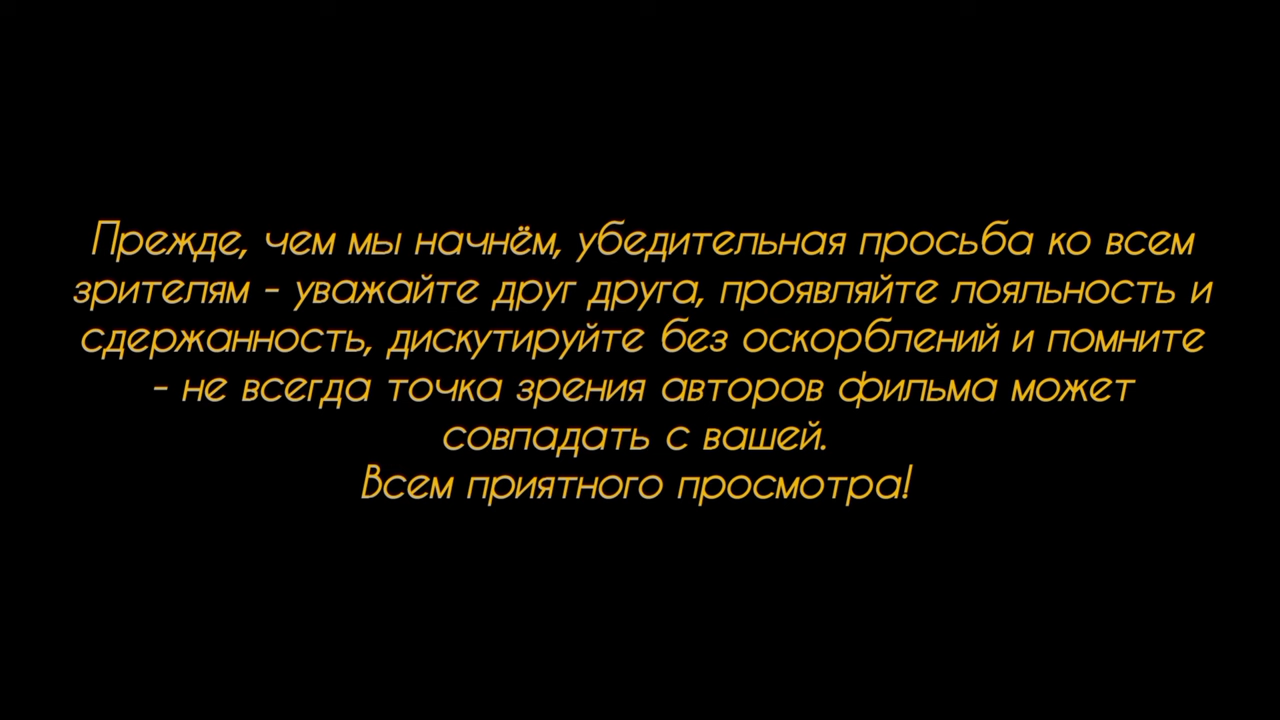 Прежде, чем мы начнём, убедительная просьба ко всем
зрителям - уважайте друг друга, проявляйте лояльность и
сдержанность, дискутируйте без оскорблений и помните
- не всегда точка зрения авторов фильма может
совпадать с вашей.
Всем приятного просмотра!